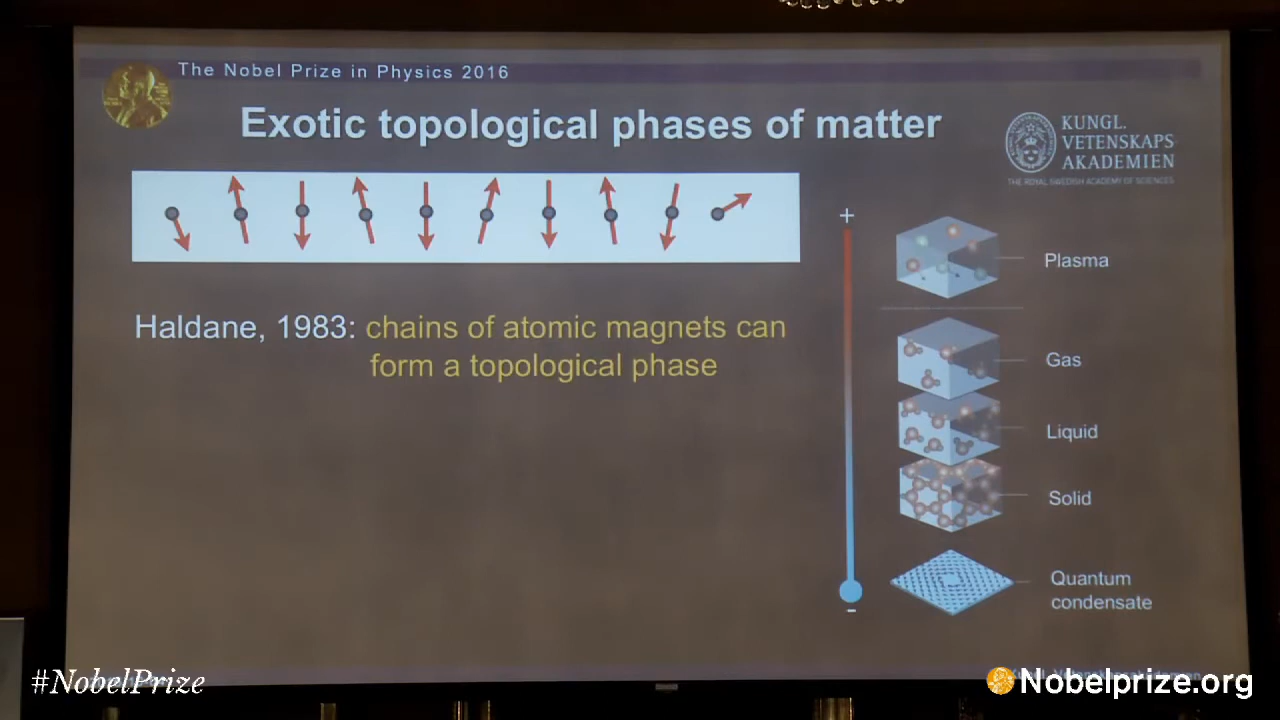 The Nobel Prize in Physics 2016
Exotic topological phases of matter
KUNGL.
VETENSKAPS-
AKADEMIEN
THE ROYAL SWEDISH ACADEMY OF SCIENCES
+
Plasma
Haldane, 1983: chains of atomic magnets can
form a topological phase
Gas
Liquid
Solid
Quantum
condensate
-
#NobelPrize
Nobelprize.org